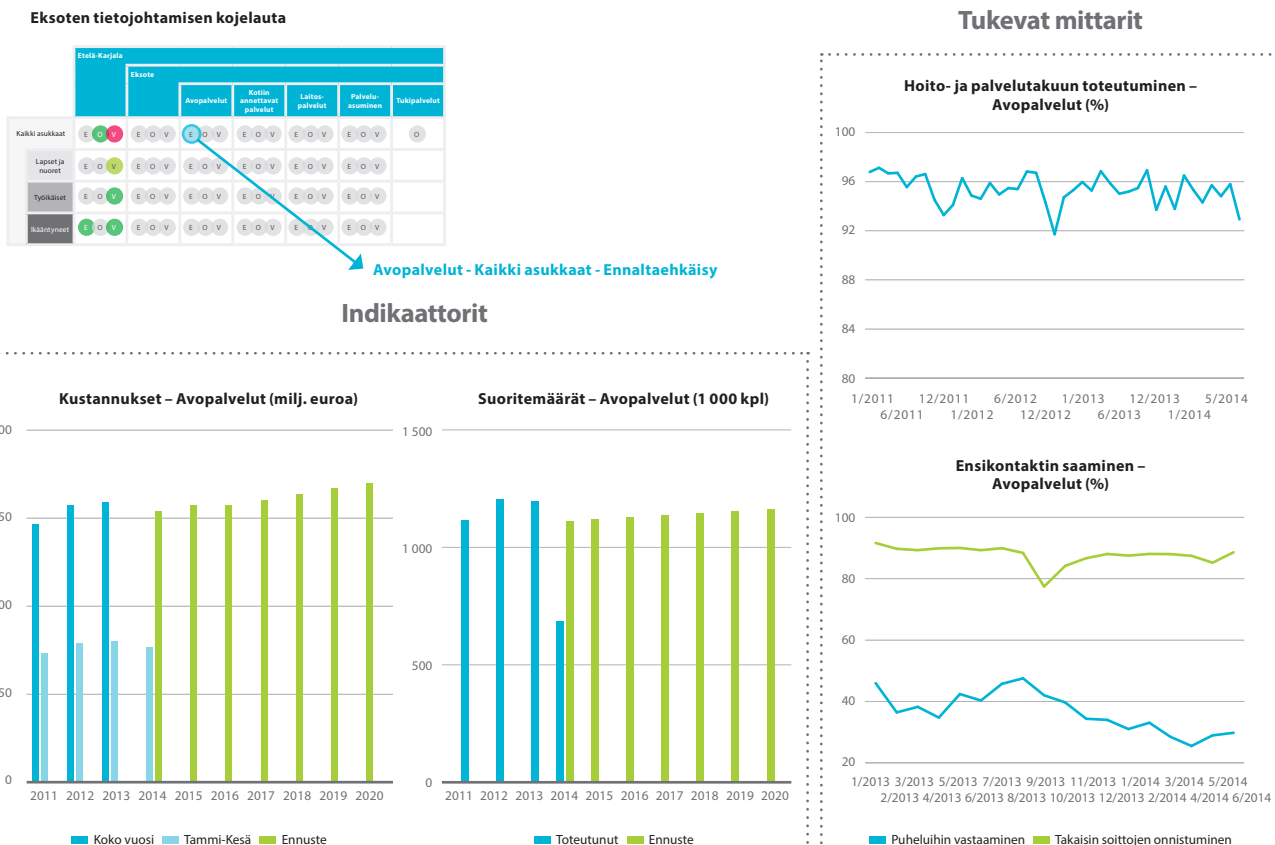 Eksoten tietojohtamisen kojelauta
Etelä-Karjala
Eksote
Avopalvelut
Kotiin
annettavat
palvelut
Laitos-
palvelut
Palvelu-
asuminen
Tukipalvelut
Kaikki asukkaat
E O V E O V E O V E O V E O V E O V O
Lapset ja
nuoret
E O V E O V E O V E O V E O V E O V
Työikäiset
E O V E O V E O V E O V E O V E O V
Ikääntyneet
E O V E O V E O V E O V E O V E O V
Avopalvelut - Kaikki asukkaat - Ennaltaehkäisy
Indikaattorit
Kustannukset – Avopalvelut (milj. euroa)
00
50
00
50
0
2011 2012 2013 2014 2015 2016 2017 2018 2019 2020
Koko vuosi Tammi-Kesä Ennuste
Suoritemäärät – Avopalvelut (1 000 kpl)
1 500
1 000
500
0
2011 2012 2013 2014 2015 2016 2017 2018 2019 2020
Toteutunut Ennuste
Tukevat mittarit
Hoito- ja palvelutakuun toteutuminen –
Avopalvelut (%)
100
96
92
88
84
80
1/2011 12/2011 6/2012 1/2013 12/2013 5/2014
6/2011 1/2012 12/2012 6/2013 1/2014
Ensikontaktin saaminen –
Avopalvelut (%)
100
80
60
40
20
1/2013 3/2013 5/2013 7/2013 9/2013 11/2013 1/2014 3/2014 5/2014
2/2013 4/2013 6/2013 8/2013 10/2013 12/2013 2/2014 4/2014 6/2014
Puheluihin vastaaminen Takaisin soittojen onnistuminen